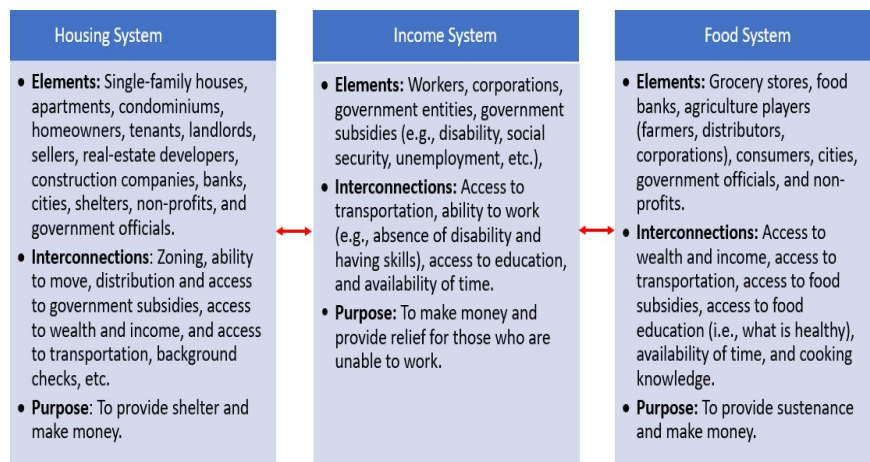 Housing System
• Elements: Single-family houses,
apartments, condominiums,
homeowners, tenants, landlords,
sellers, real-estate developers,
construction companies, banks,
cities, shelters, non-profits, and
government officials.
• Interconnections: Zoning, ability
to move, distribution and access
to government subsidies, access
to wealth and income, and access
to transportation, background
checks, etc.
• Purpose: To provide shelter and
make money.
Income System
• Elements: Workers, corporations,
government entities, government
subsidies (e.g., disability, social
security, unemployment, etc.),
• Interconnections: Access to
transportation, ability to work
(e.g., absence of disability and
having skills), access to education,
and availability of time.
• Purpose: To make money and
provide relief for those who are
unable to work.
Food System
• Elements: Grocery stores, food
banks, agriculture players
(farmers, distributors,
corporations), consumers, cities,
government officials, and non-
profits.
• Interconnections: Access to
wealth and income, access to
transportation, access to food
subsidies, access to food
education (i.e., what is healthy),
availability of time, and cooking
knowledge.
• Purpose: To provide sustenance
and make money.